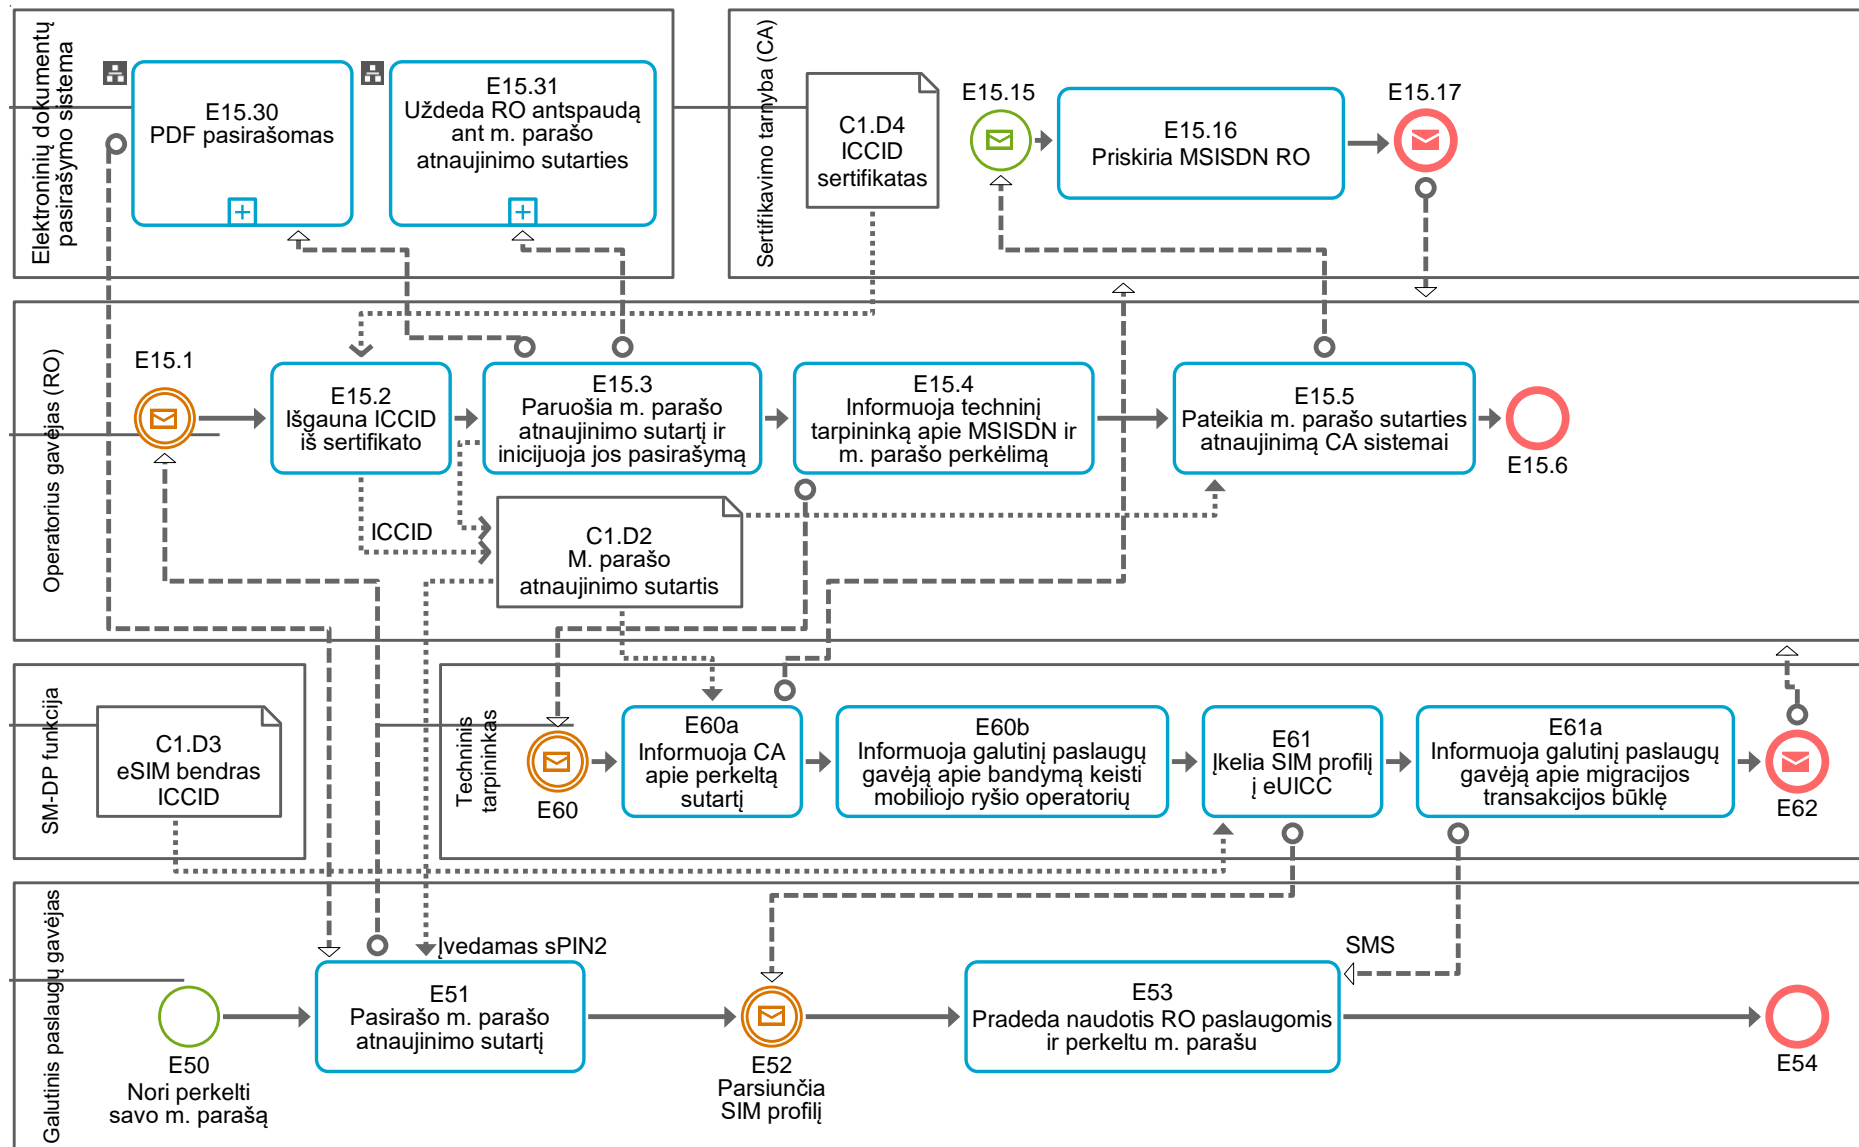 Elektroninių dokumentų
pasirašymo sistema
E15.30
PDF pasirašomas
E15.31
Uždeda RO antspaudą
ant m. parašo
atnaujinimo sutarties
Sertifikavimo tarnyba (CA)
C1.D4
ICCID
sertifikatas
E15.15
E15.16
Priskiria MSISDN RO
E15.17
Operatorius gavėjas (RO)
E15.1
E15.2
Išgauna ICCID
iš sertifikato
E15.3
Paruošia m. parašo
atnaujinimo sutartį ir
inicijuoja jos pasirašymą
E15.4
Informuoja techninį
tarpininką apie MSISDN ir
m. parašo perkėlimą
E15.5
Pateikia m. parašo sutarties
atnaujinimą CA sistemai
E15.6
ICCID
C1.D2
M. parašo
atnaujinimo sutartis
SM-DP funkcija
C1.D3
eSIM bendras
ICCID
Techninis
tarpininkas
E60
E60a
Informuoja CA
apie perkeltą
sutartį
E60b
Informuoja galutinį paslaugų
gavėją apie bandymą keisti
mobiliojo ryšio operatorių
E61
Įkelia SIM profilį
į eUICC
E61a
Informuoja galutinį paslaugų
gavėją apie migracijos
transakcijos būklę
E62
Galutinis paslaugų gavėjas
E50
Nori perkelti
savo m. parašą
Įvedamas sPIN2
E51
Pasirašo m. parašo
atnaujinimo sutartį
E52
Parsiunčia
SIM profilį
SMS
E53
Pradeda naudotis RO paslaugomis
ir perkeltu m. parašu
E54